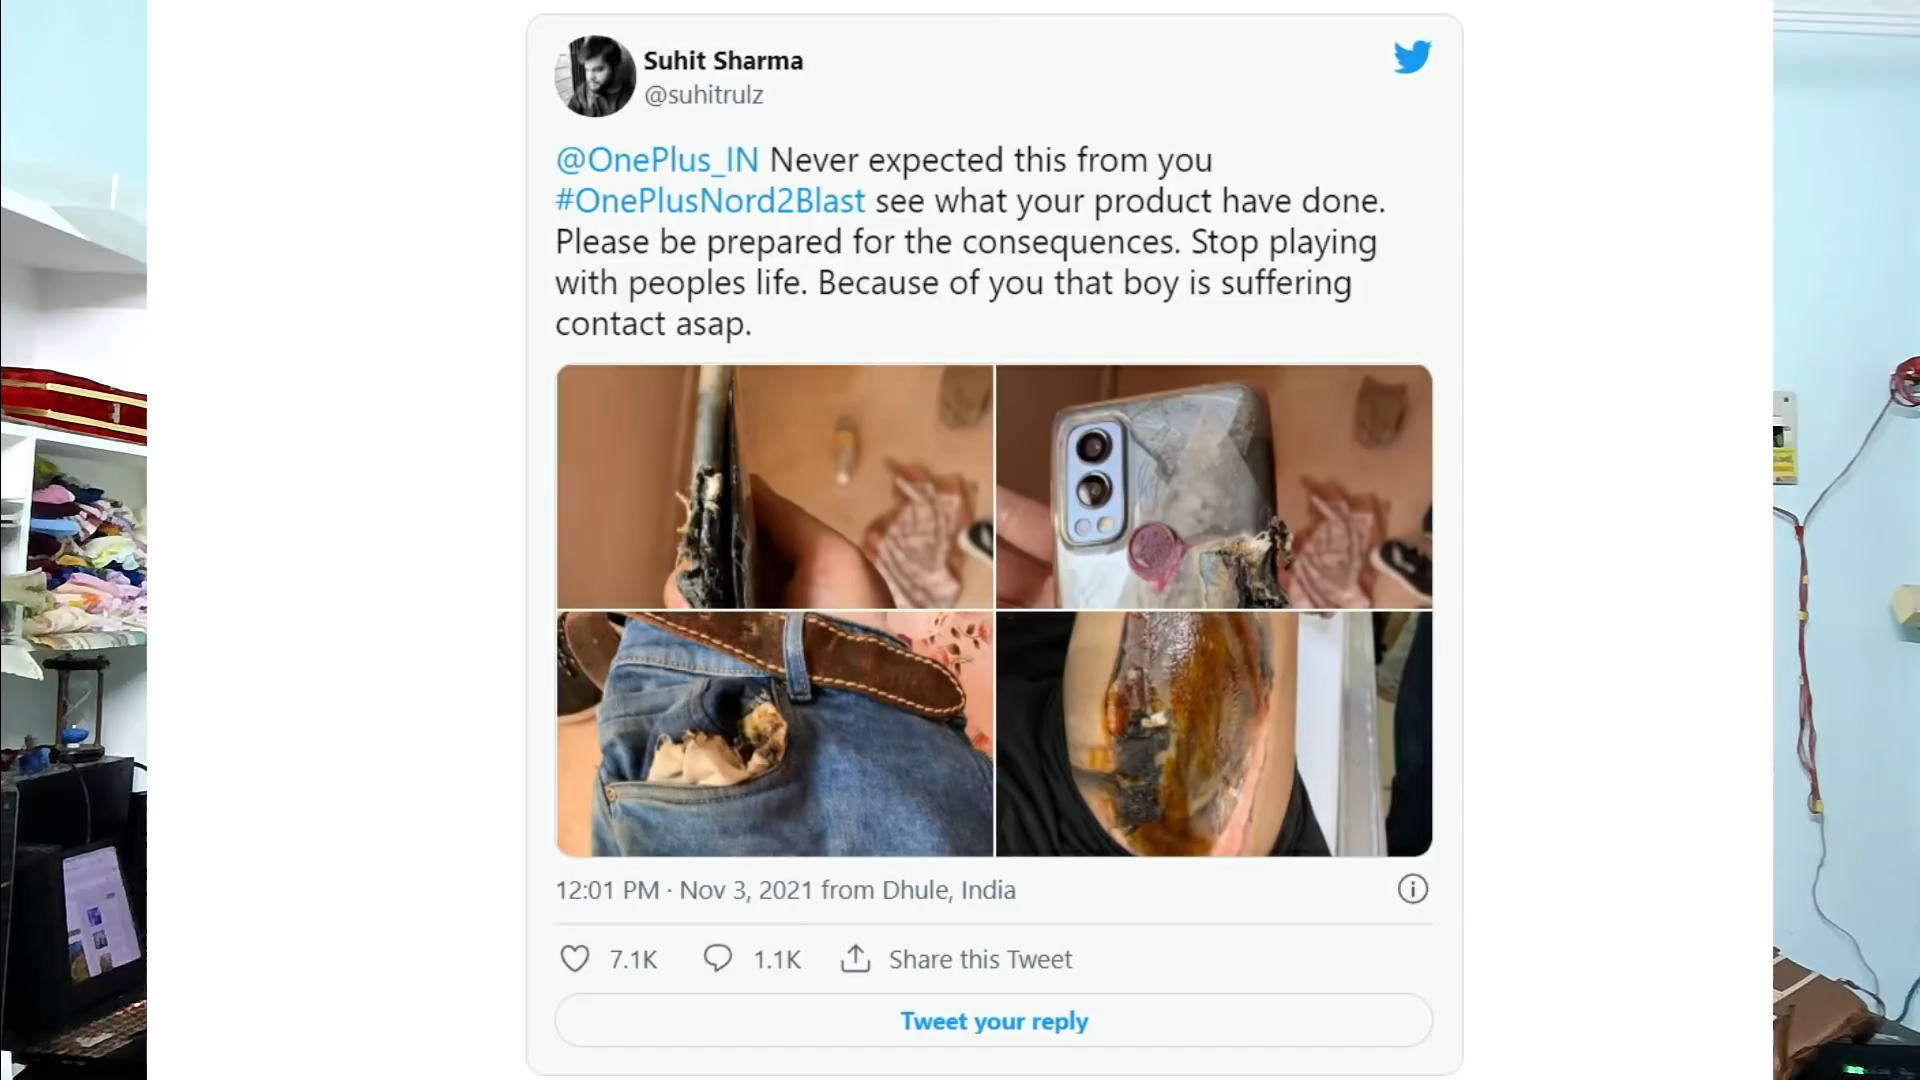 Suhit Sharma
@suhitrulz
@OnePlus_IN Never expected this from you
#OnePlusNord2Blast see what your product have done.
Please be prepared for the consequences. Stop playing
with peoples life. Because of you that boy is suffering
contact asap.
12:01 PM · Nov 3, 2021 from Dhule, India
7.1K 1.1K Share this Tweet
Tweet your reply